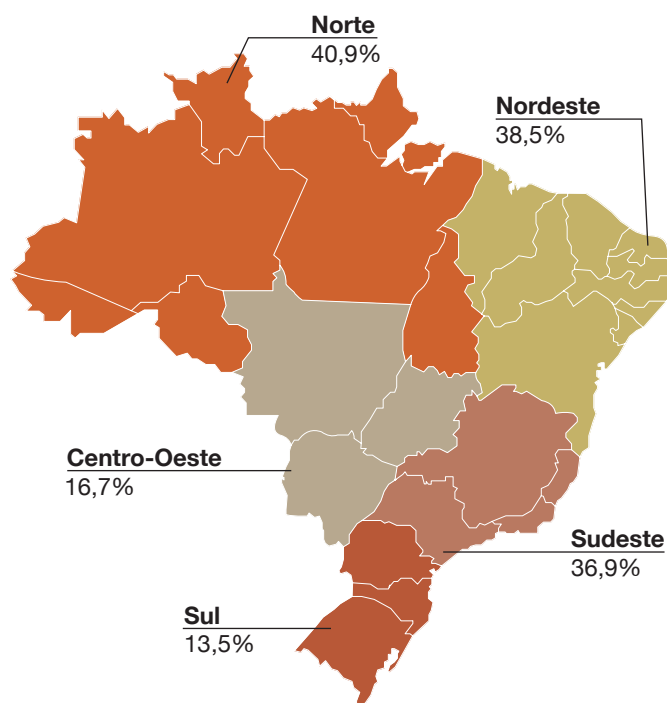 Norte
40,9%
Nordeste
38,5%
Centro-Oeste
16,7%
Sudeste
36,9%
Sul
13,5%